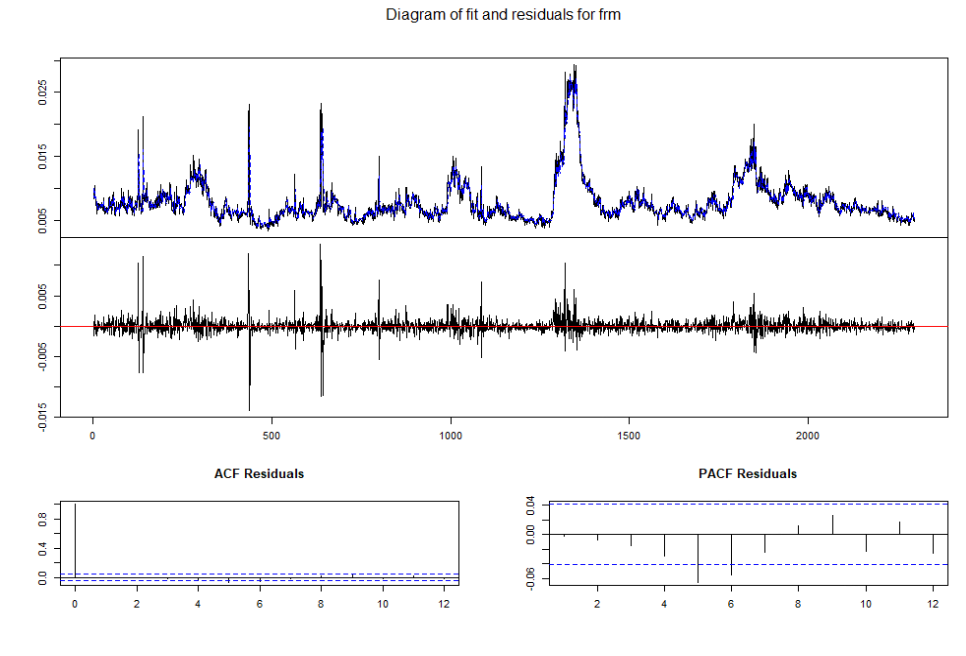 Diagram of fit and residuals for frm
0.025
0.015
0.005
0.005
-0.005
-0.015
0 500 1000 1500 2000
ACF Residuals
PACF Residuals
0.8
0.4
0.0
0 2 4 6 8 10 12
0.04
0.00
-0.06
2 4 6 8 10 12